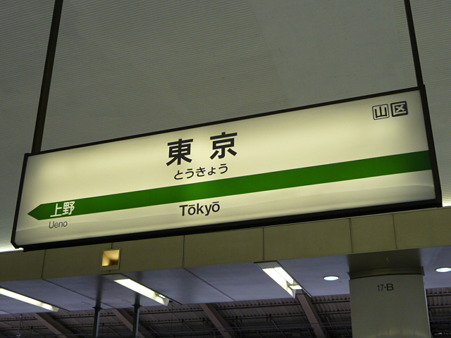 山区
東京
とうきょう
上野
Ueno
Tōkyō
17-B